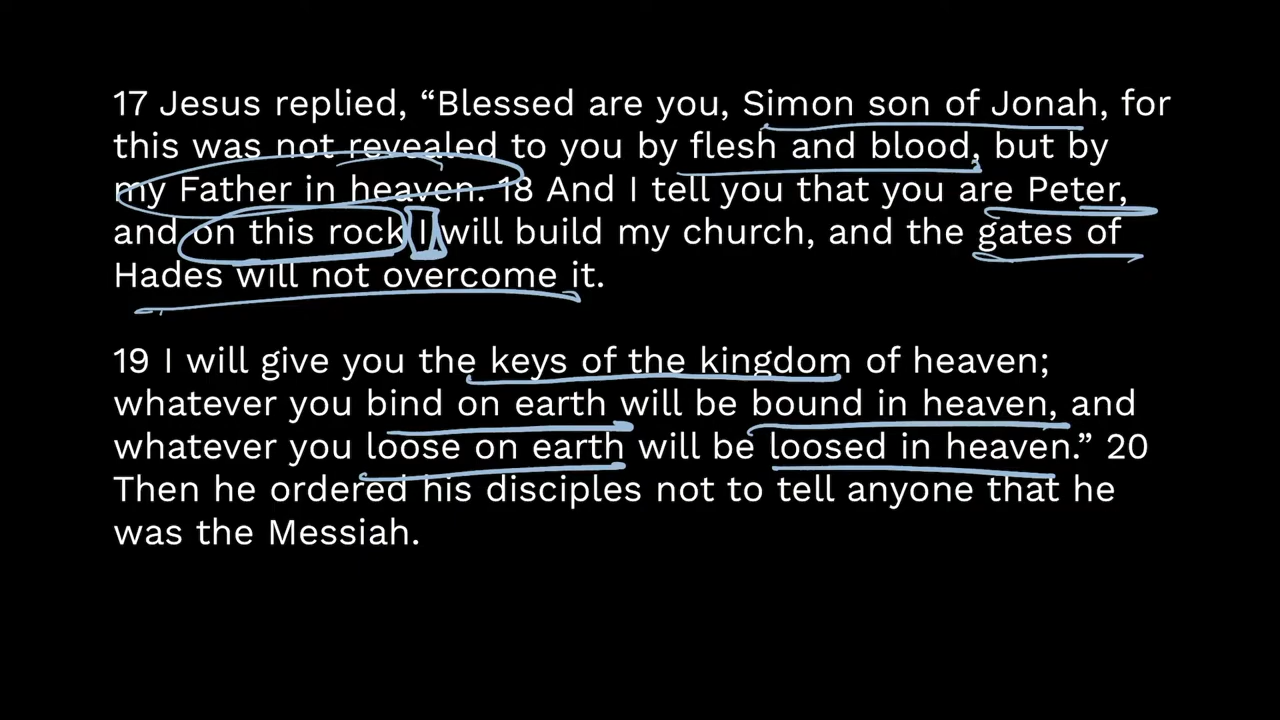 17 Jesus replied, “Blessed are you, Simon son of Jonah, for
this was not revealed to you by flesh and blood, but by
my Father in heaven. 18 And I tell you that you are Peter,
and on this rock I will build my church, and the gates of
Hades will not overcome it.
19 I will give you the keys of the kingdom of heaven;
whatever you bind on earth will be bound in heaven, and
whatever you loose on earth will be loosed in heaven.” 20
Then he ordered his disciples not to tell anyone that he
was the Messiah.